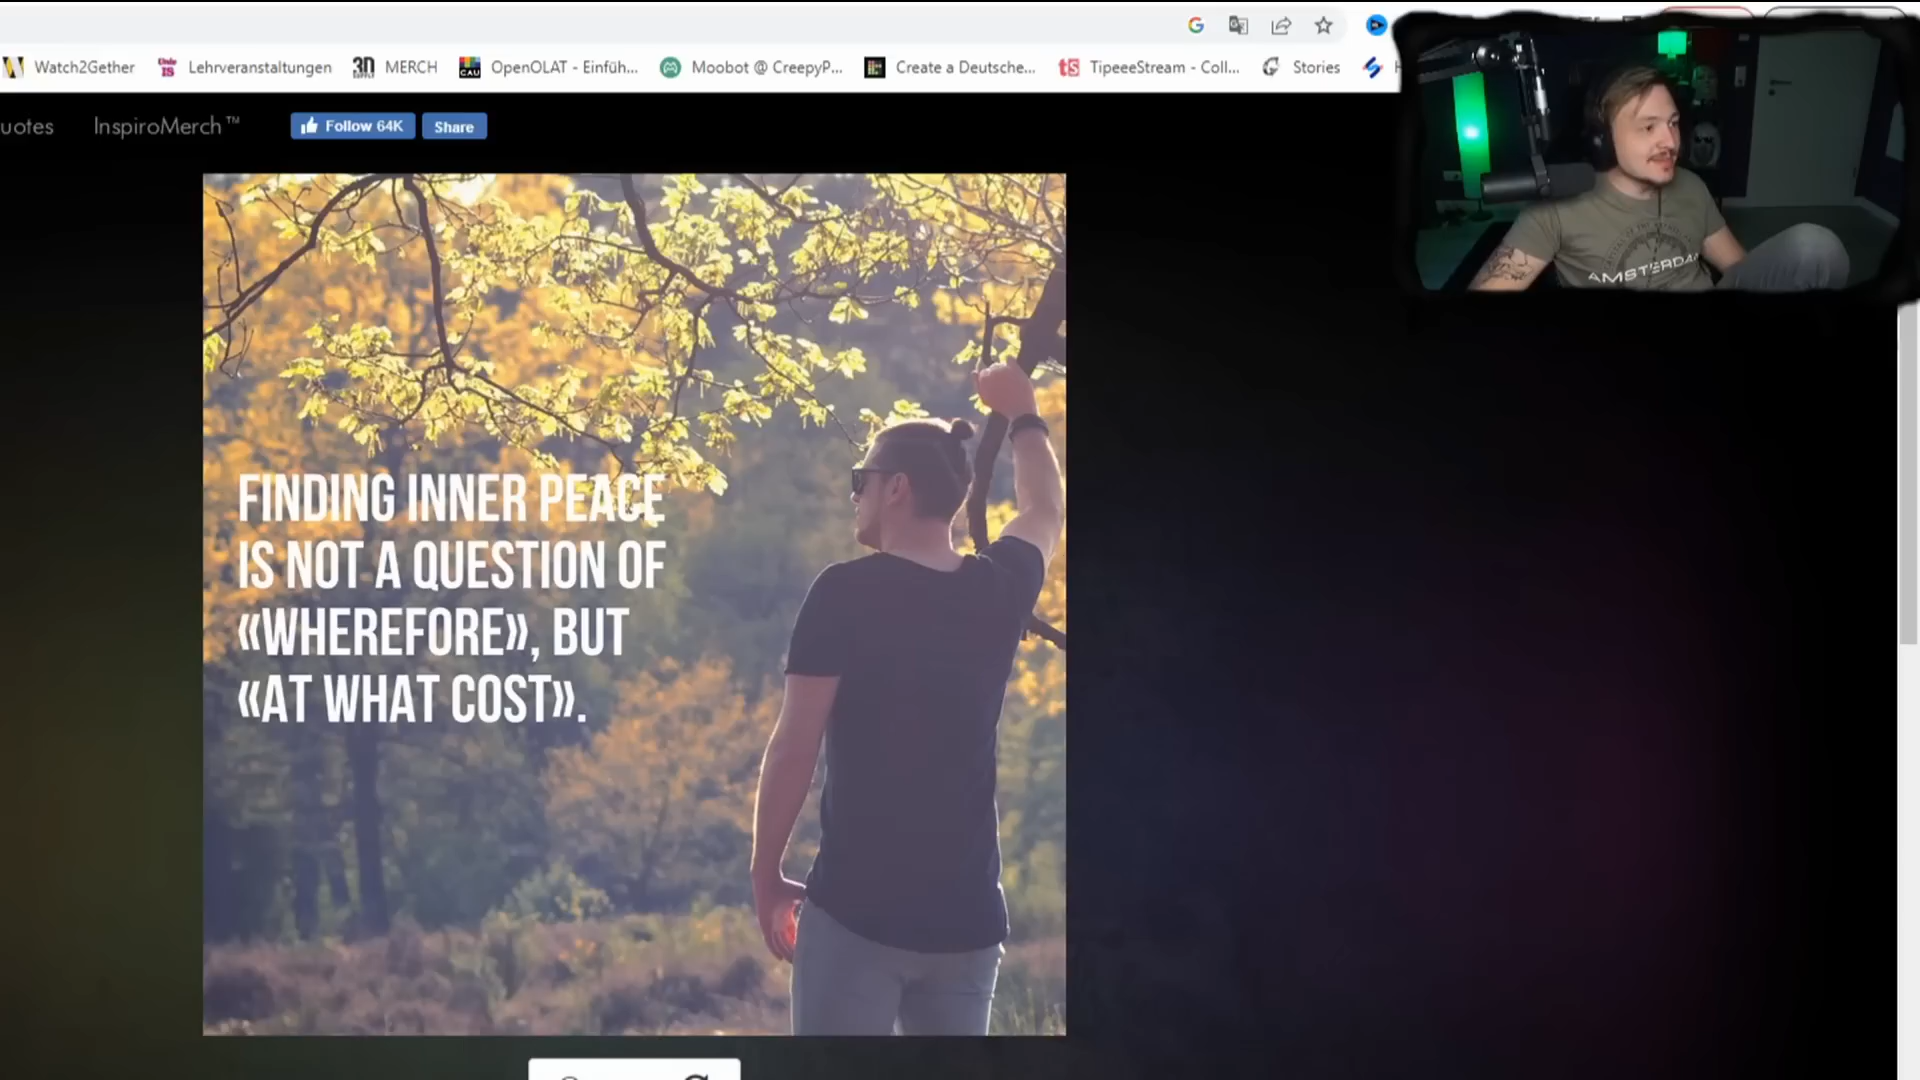 Watch2Gether
Lehrveranstaltungen
MERCH
OpenOLAT - Einfüh...
Moobot @ CreepyP...
Create a Deutsche...
TipeeeStream - Coll...
Stories
uotes
InspiroMerch™
Follow 64K
Share
FINDING INNER PEACE
IS NOT A QUESTION OF
«WHEREFORE», BUT
«AT WHAT COST».
AMSTERDAM